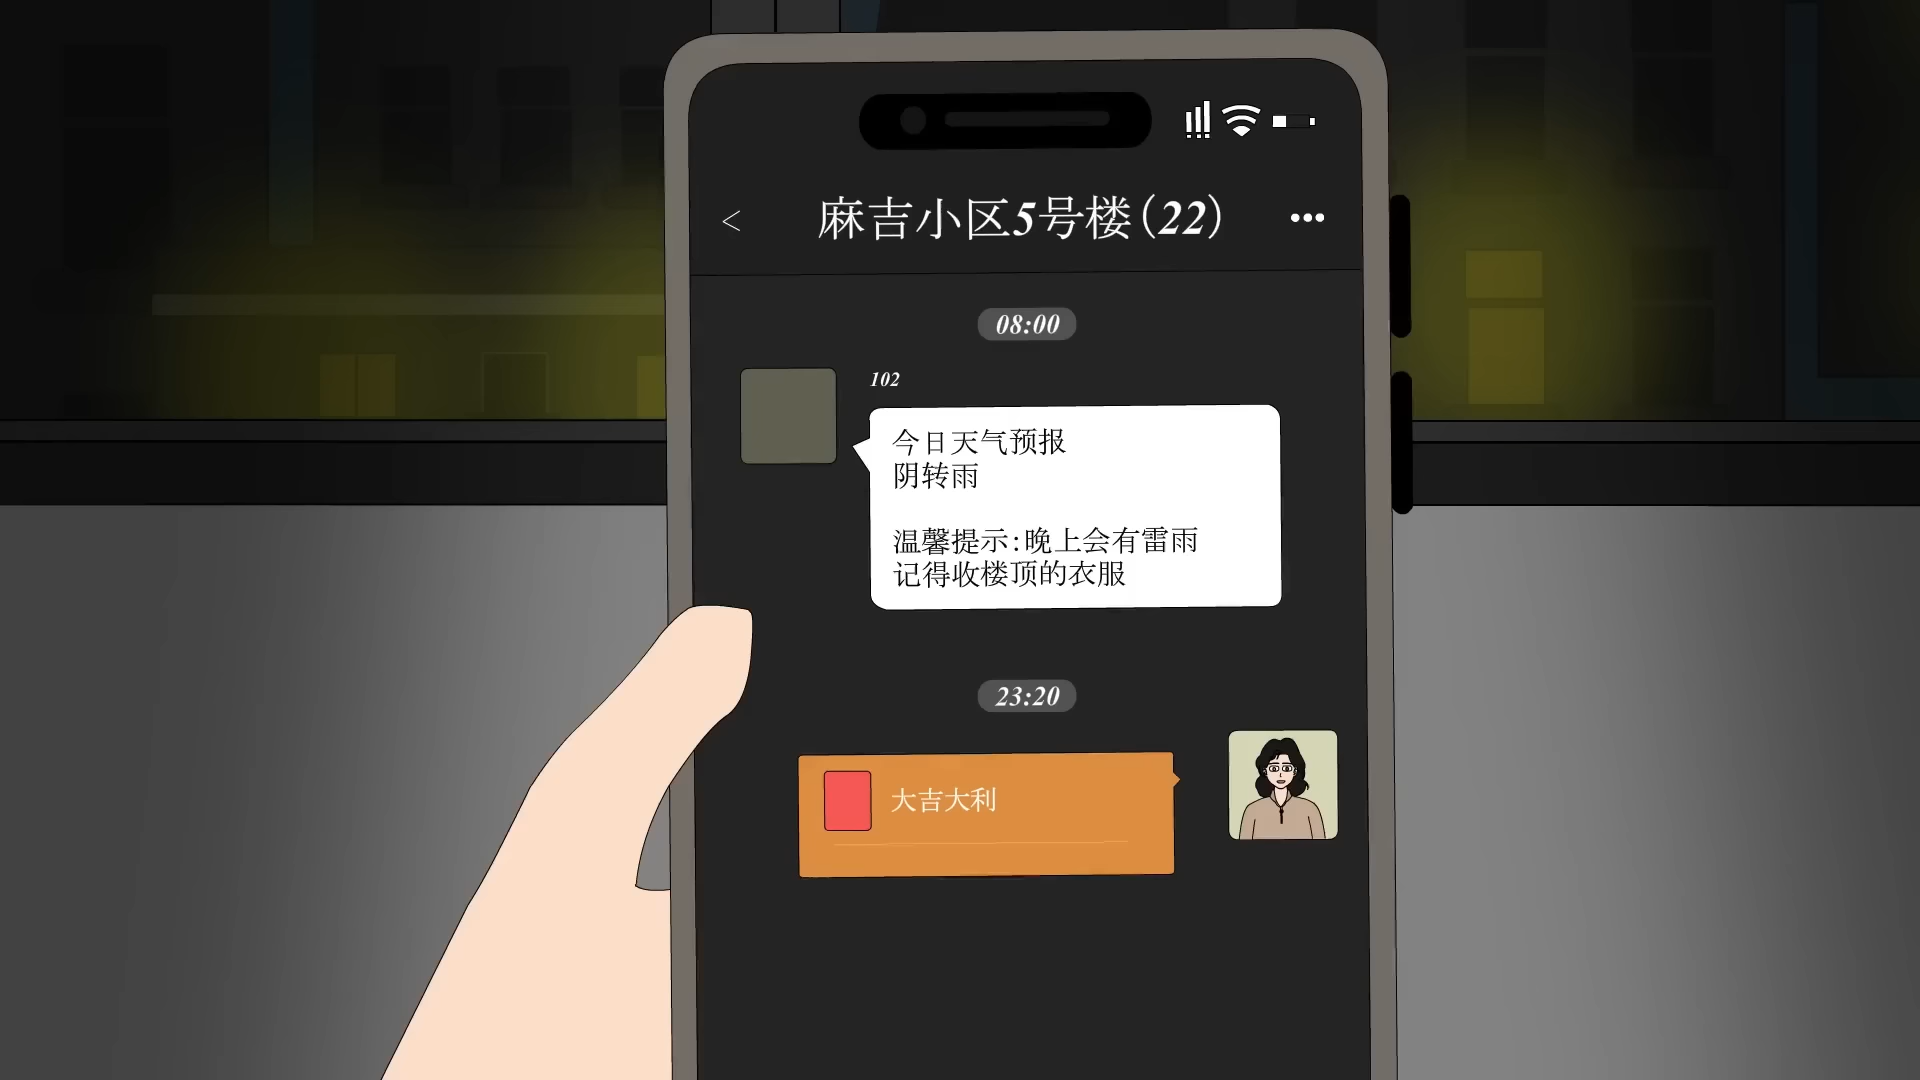 麻吉小区5号楼(22)
08:00
102
今日天气预报
阴转雨
温馨提示:晚上会有雷雨
记得收楼顶的衣服
23:20
大吉大利